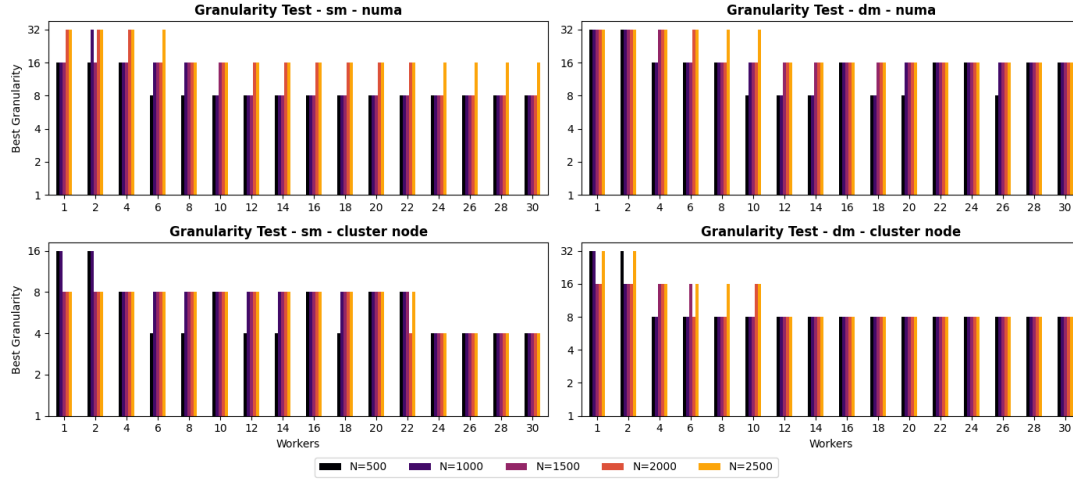 Granularity Test - sm - numa
Best Granularity
32
16
8
4
2
1
1 2 4 6 8 10 12 14 16 18 20 22 24 26 28 30
Granularity Test - dm - numa
32
16
8
4
2
1
1 2 4 6 8 10 12 14 16 18 20 22 24 26 28 30
Granularity Test - sm - cluster node
Best Granularity
16
8
4
2
1
1 2 4 6 8 10 12 14 16 18 20 22 24 26 28 30
Workers
Granularity Test - dm - cluster node
32
16
8
4
2
1
1 2 4 6 8 10 12 14 16 18 20 22 24 26 28 30
Workers
N=500 N=1000 N=1500 N=2000 N=2500